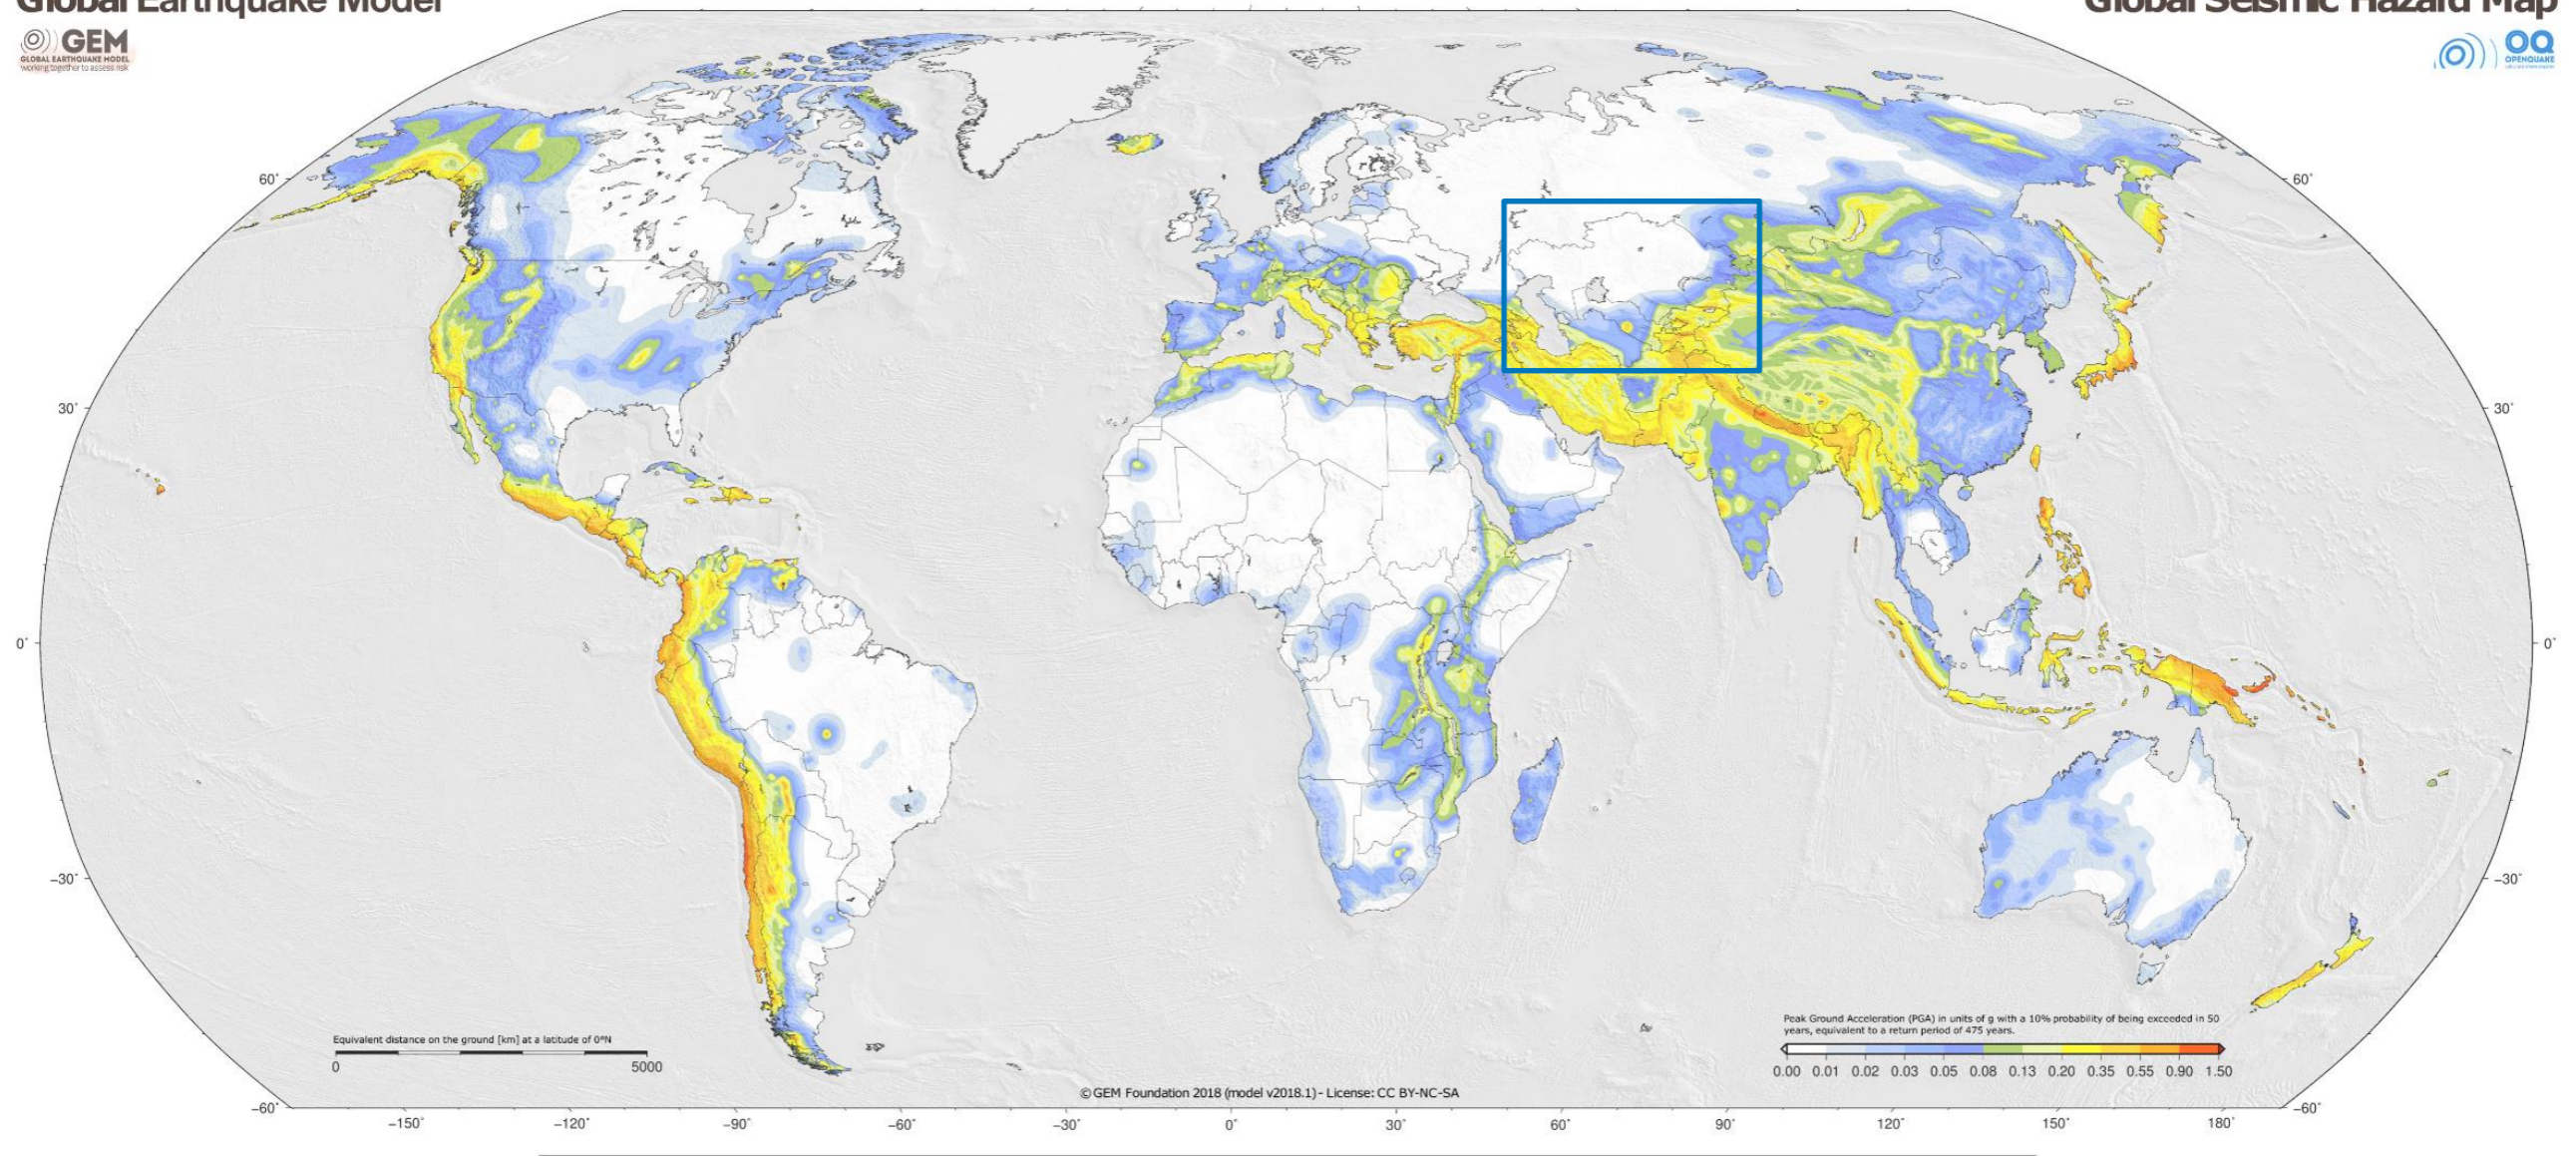 Global Earthquake Model
Global Seismic Hazard Map
GEM
GLOBAL EARTHQUAKE MODEL
working together to assess risk
OQ
OPENQUAKE
60°
60°
30°
30°
0°
0°
−30°
−30°
−60°
−60°
Equivalent distance on the ground [km] at a latitude of 0°N
0 5000
Peak Ground Acceleration (PGA) in units of g with a 10% probability of being exceeded in 50
years, equivalent to a return period of 475 years.
0.00 0.01 0.02 0.03 0.05 0.08 0.13 0.20 0.35 0.55 0.90 1.50
©GEM Foundation 2018 (model v2018.1) - License: CC BY-NC-SA
−150° −120° −90° −60° −30° 0° 30° 60° 90° 120° 150° 180°